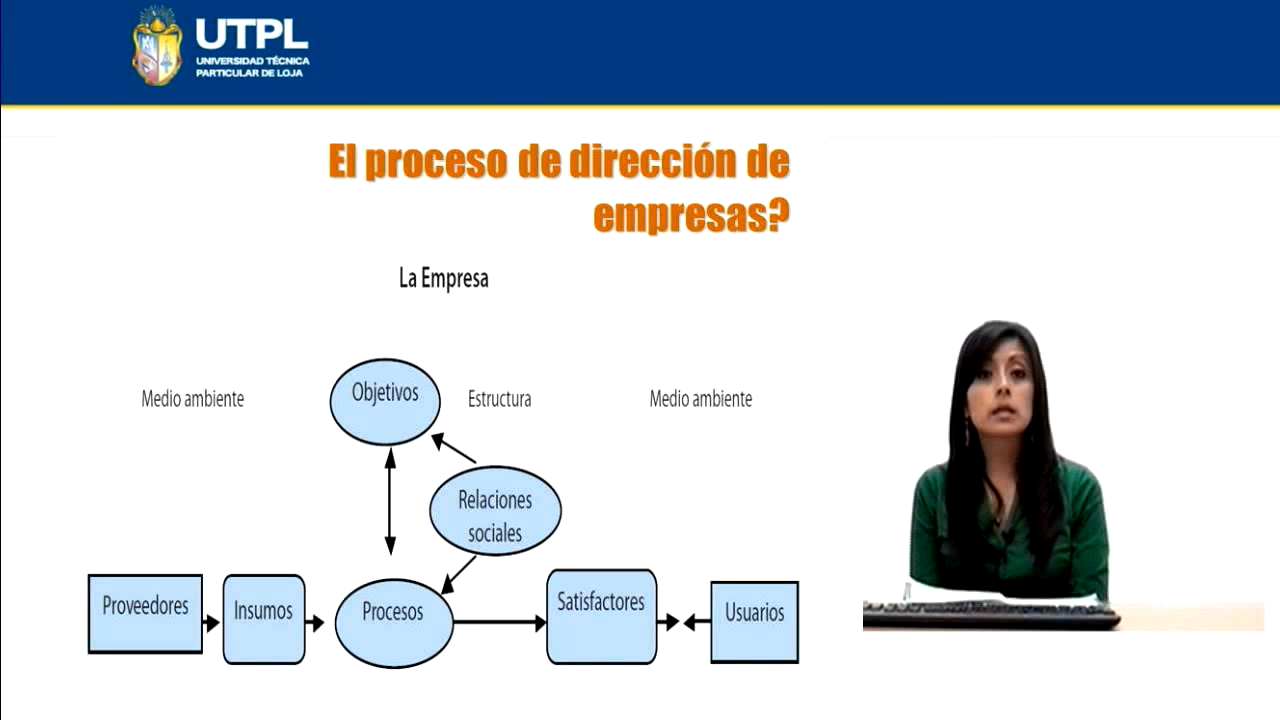 UTPL
UNIVERSIDAD TÉCNICA
PARTICULAR DE LOJA
El proceso de dirección de
empresas?
La Empresa
Medio ambiente
Objetivos
Estructura
Medio ambiente
Relaciones
sociales
Proveedores
Insumos
Procesos
Satisfactores
Usuarios